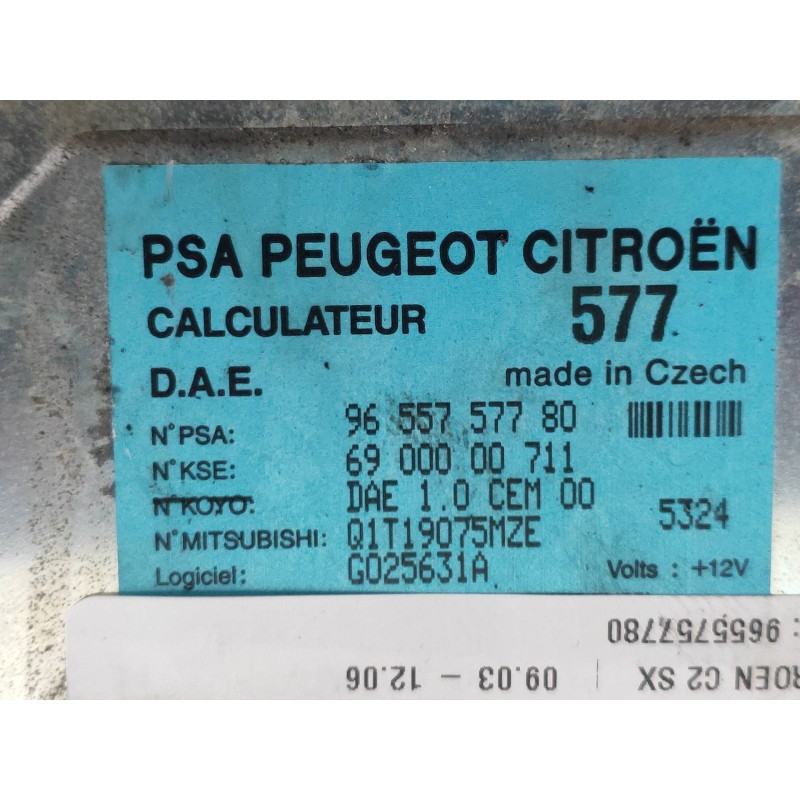 PSA PEUGEOT CITROËN
CALCULATEUR 577
D.A.E. made in Czech
N°PSA: 96 557 577 80
N°KSE: 69 000 00 711
N°KOYO: DAE 1.0 CEM 00
5324
N°MITSUBISHI: Q1T19075MZE
Logiciel: G025631A Volts : +12V
: 9655757780
C2 SX | 09.03 - 12.06